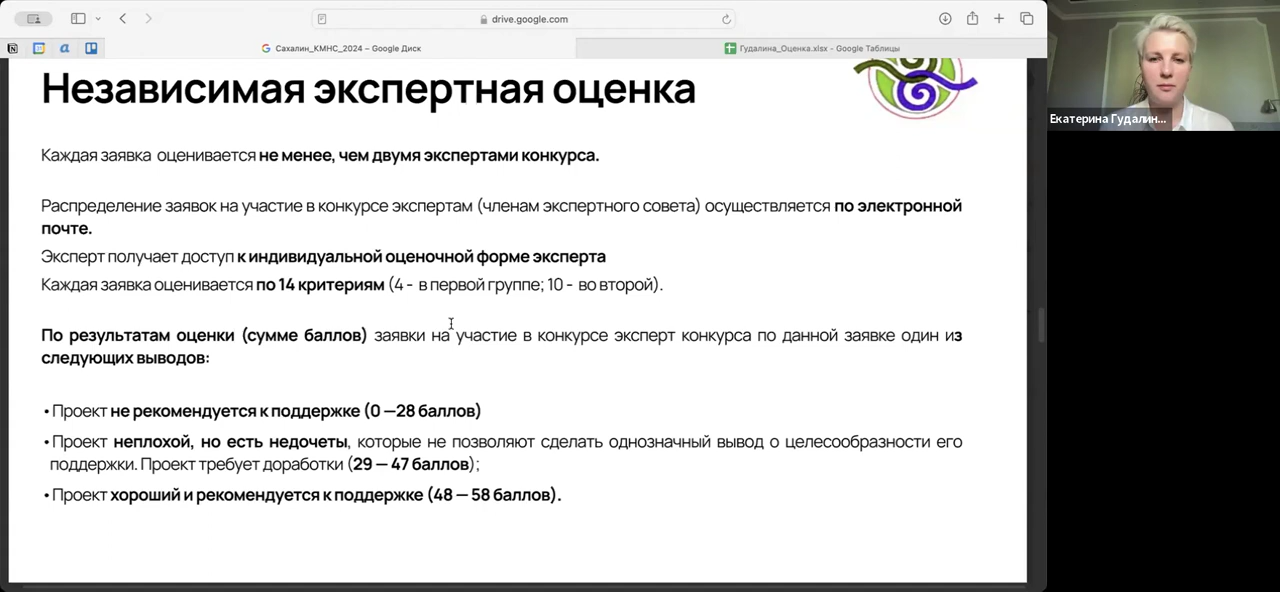 drive.google.com
Сахалин_КМНС_2024 – Google Диск
Гудалина_Оценка.xlsx - Google Таблицы
Независимая экспертная оценка
Каждая заявка оценивается не менее, чем двумя экспертами конкурса.
Распределение заявок на участие в конкурсе экспертам (членам экспертного совета) осуществляется по электронной
почте.
Эксперт получает доступ к индивидуальной оценочной форме эксперта
Каждая заявка оценивается по 14 критериям (4 - в первой группе; 10 - во второй).
По результатам оценки (сумме баллов) заявки на участие в конкурсе эксперт конкурса по данной заявке один из
следующих выводов:
• Проект не рекомендуется к поддержке (0 —28 баллов)
• Проект неплохой, но есть недочеты, которые не позволяют сделать однозначный вывод о целесообразности его
поддержки. Проект требует доработки (29 — 47 баллов);
• Проект хороший и рекомендуется к поддержке (48 — 58 баллов).
Екатерина Гудалин...